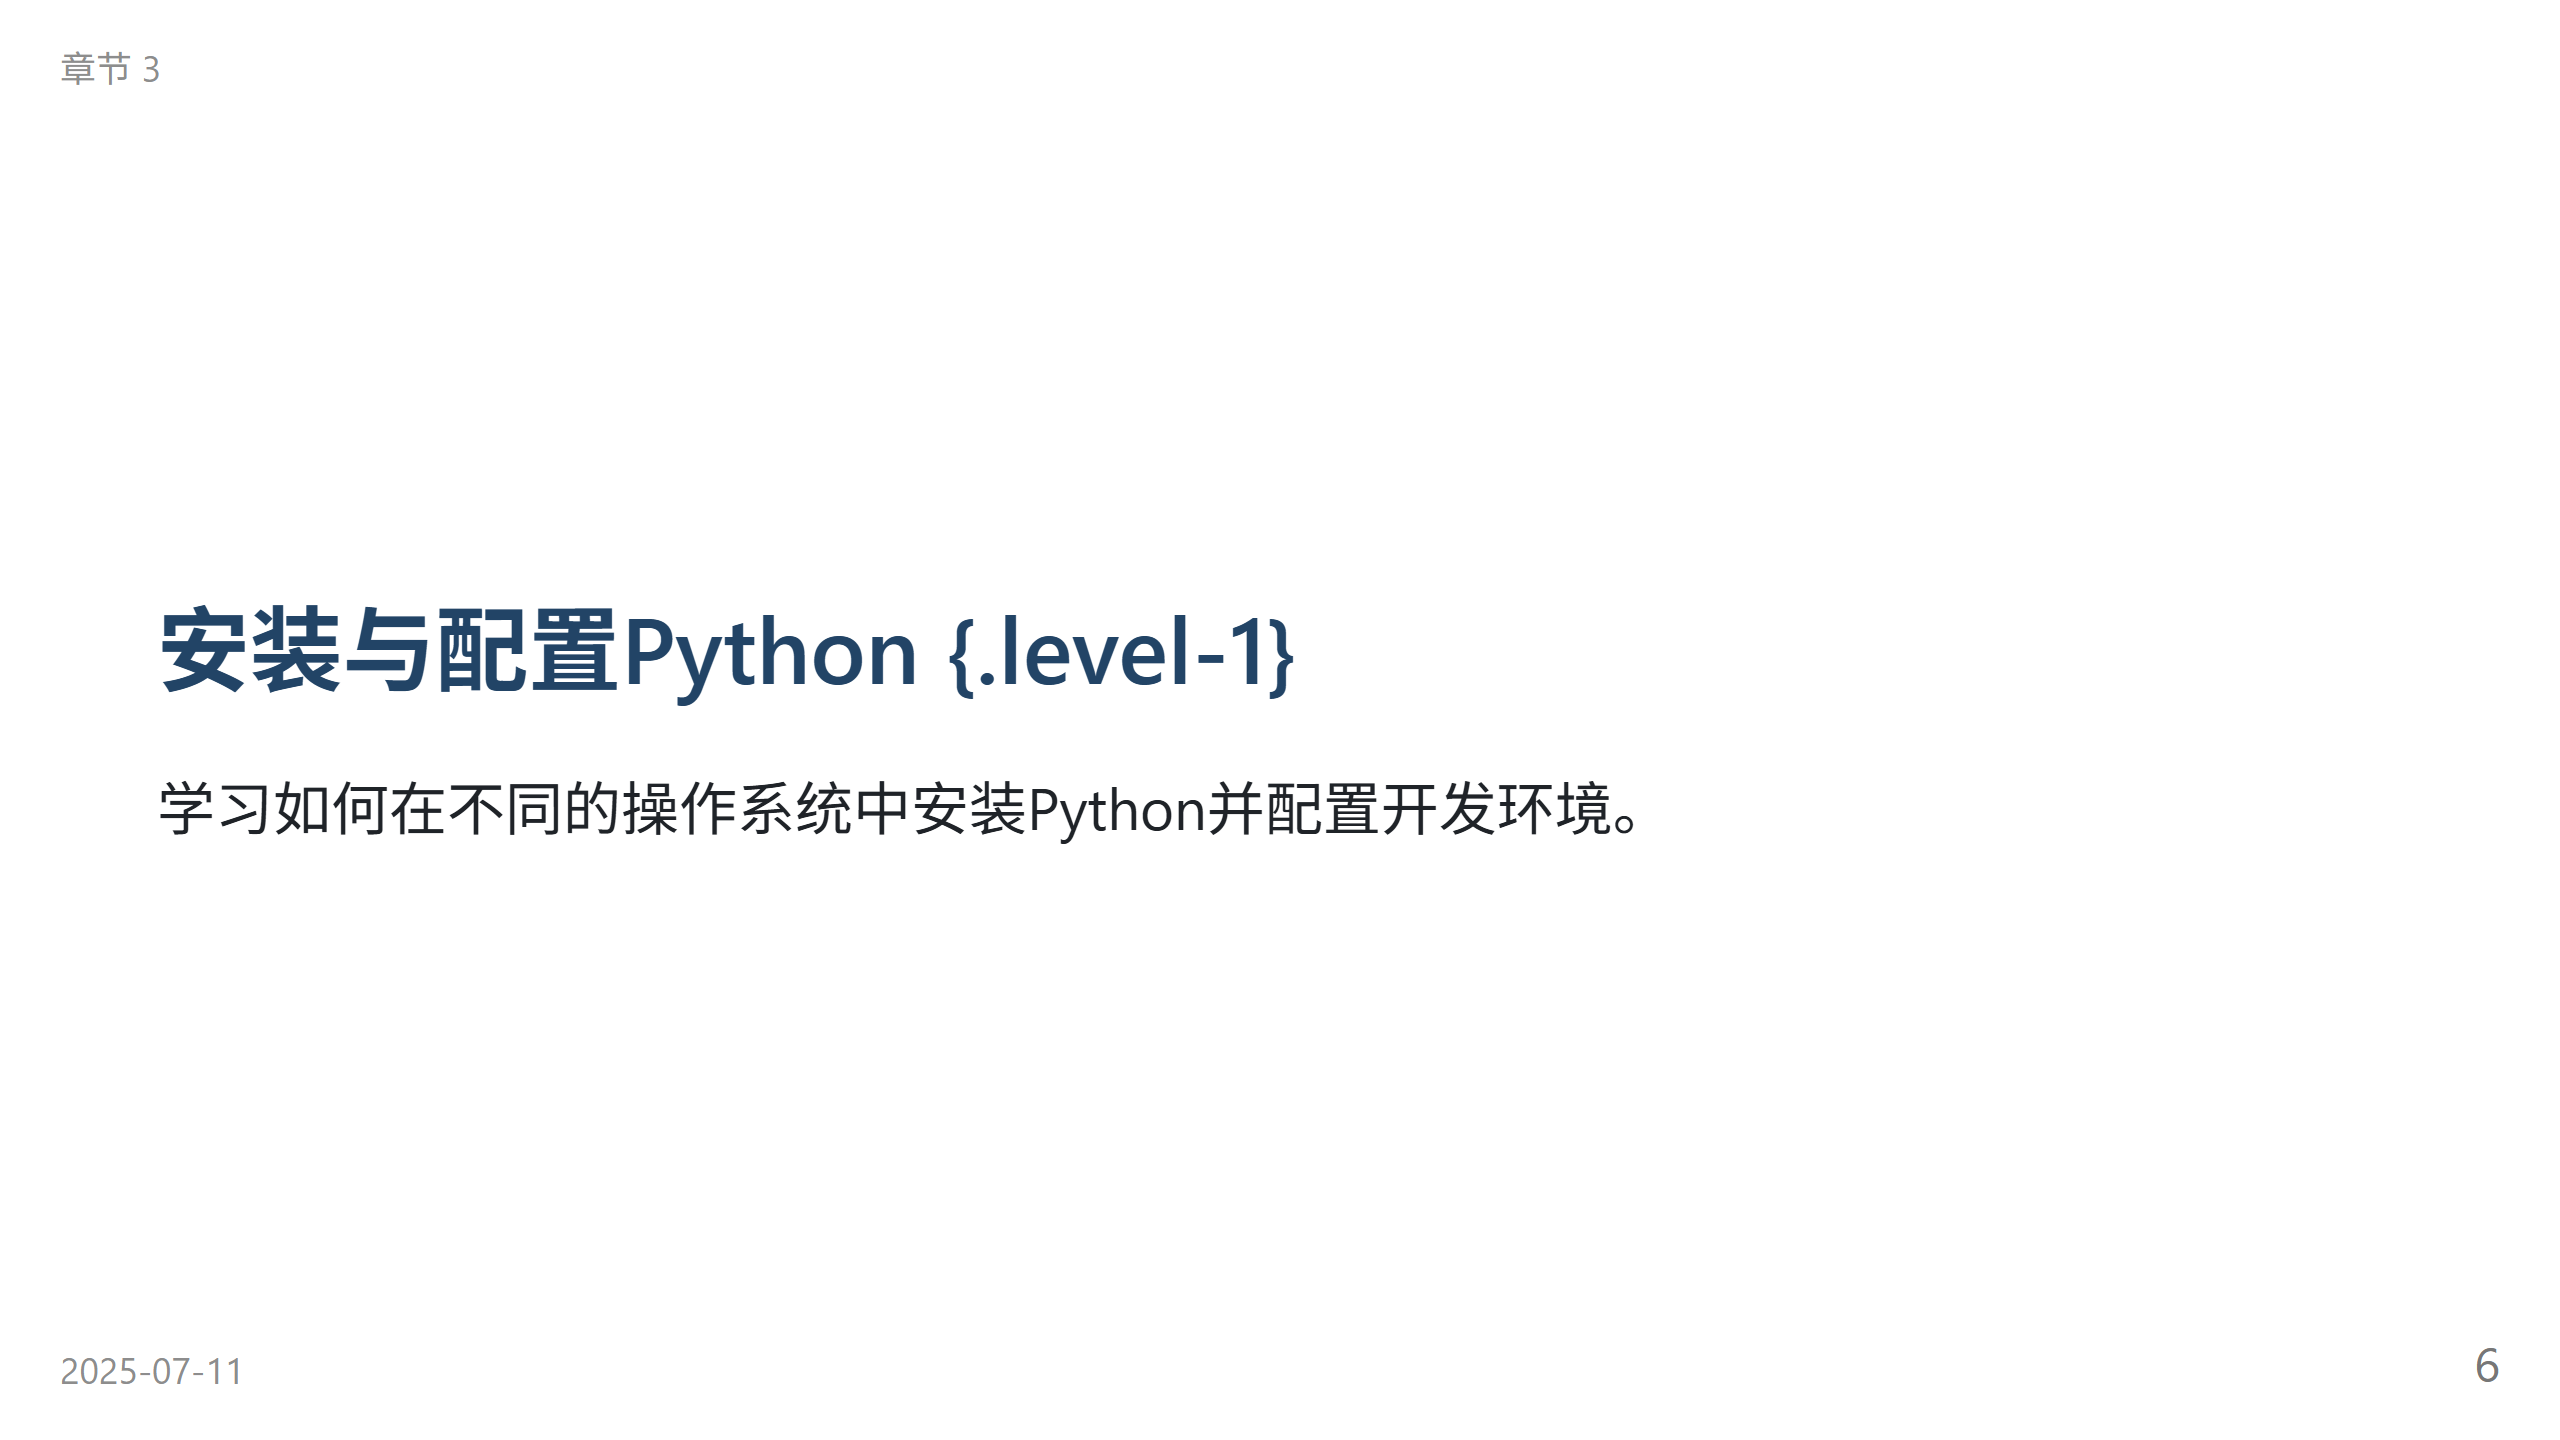 章节 3
安装与配置Python {.level-1}
学习如何在不同的操作系统中安装Python并配置开发环境。
2025-07-11
6